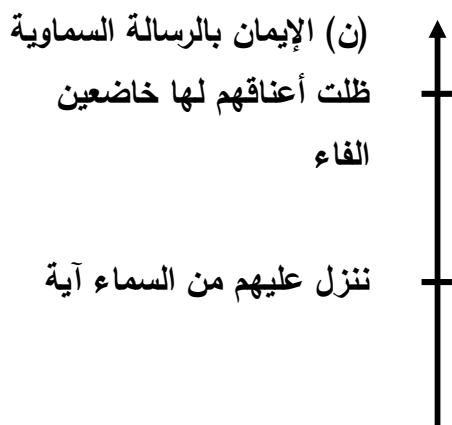 (ن) الإيمان بالرسالة السماوية
ظلت أعناقهم لها خاضعين
الفاء
ننزل عليهم من السماء آية